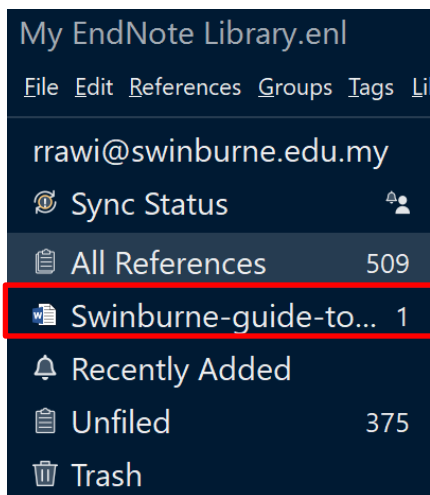 My EndNote Library.enl
File Edit References Groups Tags Li
rrawi@swinburne.edu.my
Sync Status
All References 509
Swinburne-guide-to... 1
Recently Added
Unfiled 375
Trash